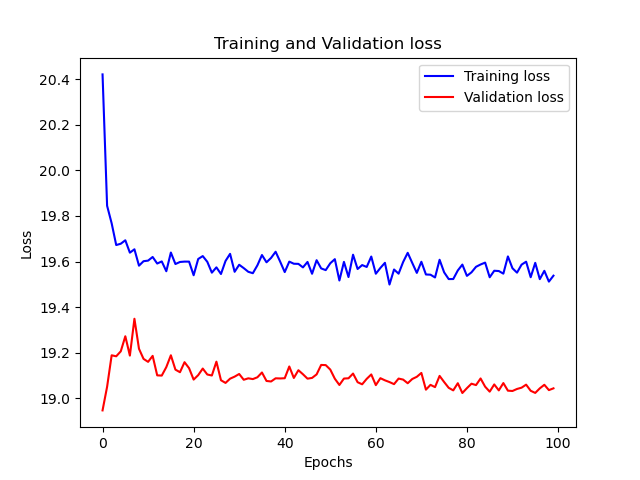 Training and Validation loss
Training loss
Validation loss
20.4
20.2
20.0
19.8
19.6
19.4
19.2
19.0
Loss
0 20 40 60 80 100
Epochs